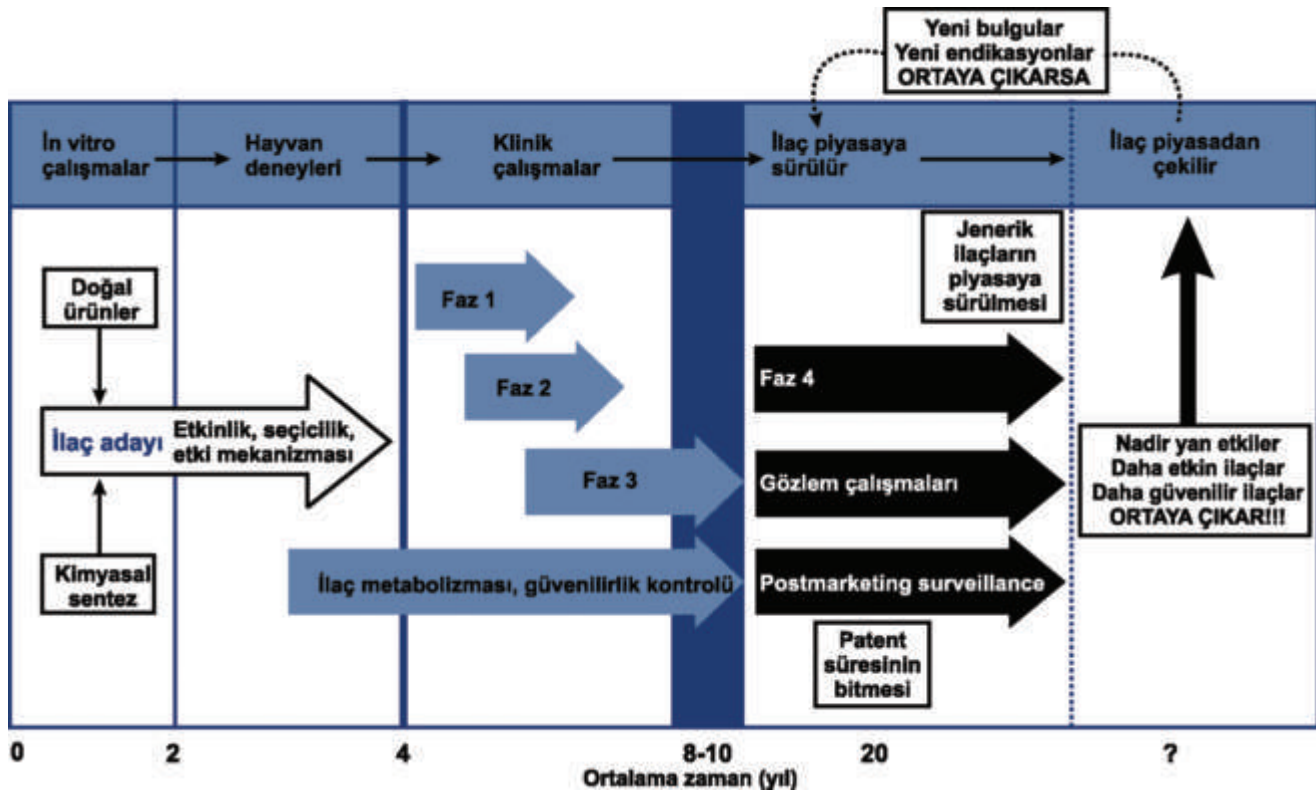 Yeni bulgular
Yeni endikasyonlar
ORTAYA ÇIKARSA
İn vitro
çalışmalar
Hayvan
deneyleri
Klinik
çalışmalar
İlaç piyasaya
sürülür
İlaç piyasadan
çekilir
Doğal
ürünler
İlaç adayı
Etkinlik, seçicilik,
etki mekanizması
Kimyasal
sentez
Faz 1
Faz 2
Faz 3
İlaç metabolizması, güvenilirlik kontrolü
Jenerik
ilaçların
piyasaya
sürülmesi
Faz 4
Gözlem çalışmaları
Postmarketing surveillance
Patent
süresinin
bitmesi
Nadir yan etkiler
Daha etkin ilaçlar
Daha güvenilir ilaçlar
ORTAYA ÇIKAR!!!
0
2
4
8-10
20
?
Ortalama zaman (yıl)